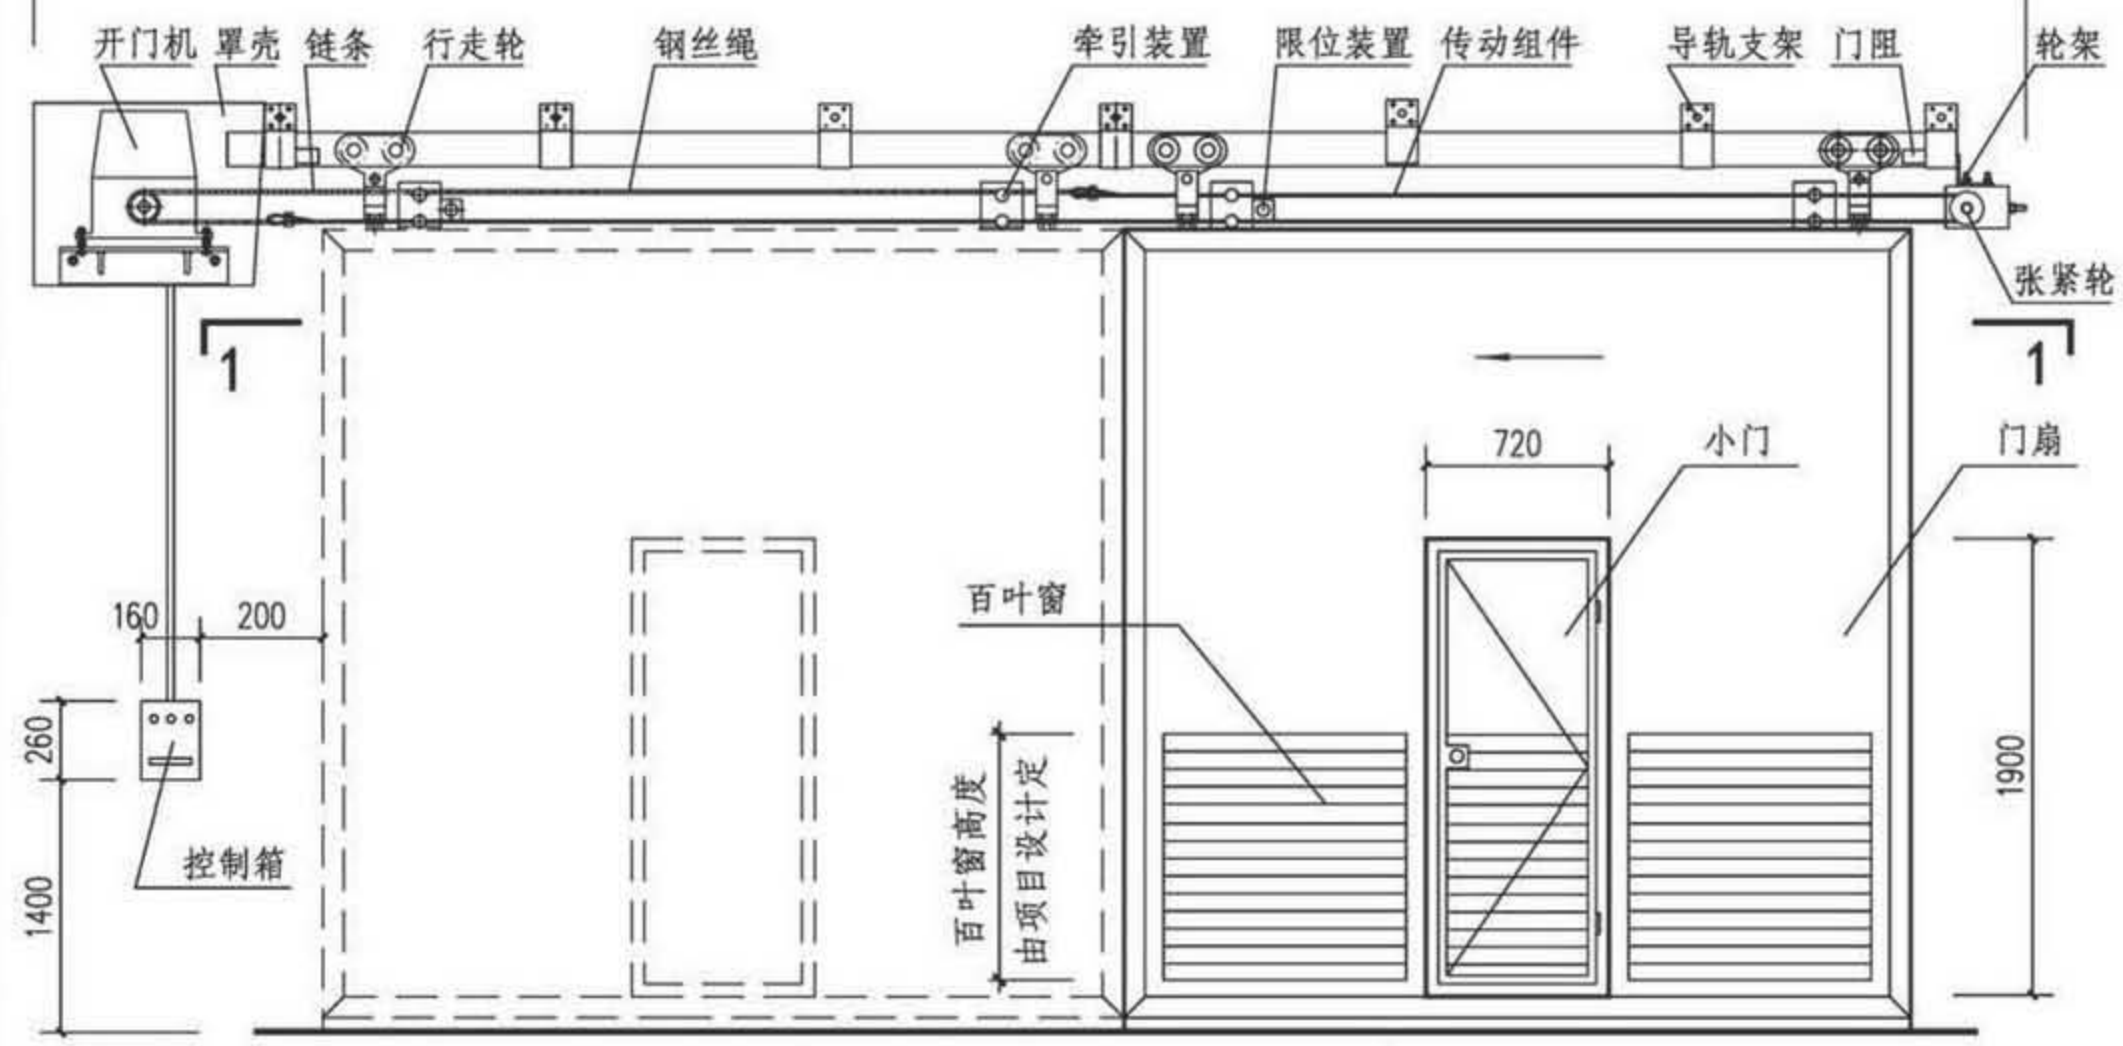 开门机 罩壳 链条 行走轮 钢丝绳 牵引装置 限位装置 传动组件 导轨支架 门阻 轮架
张紧轮
1 1
720 小门 门扇
百叶窗
160 200
260
1900
百叶窗高度
由项目设计定
控制箱
1400